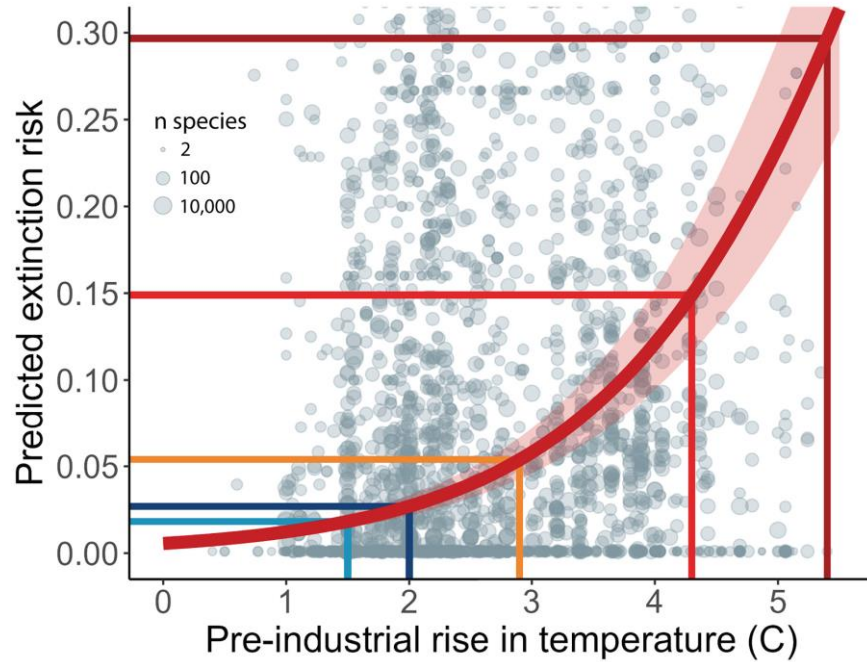 Predicted extinction risk
0.30
0.25
0.20
0.15
0.10
0.05
0.00
n species
2
100
10,000
0 1 2 3 4 5
Pre-industrial rise in temperature (C)